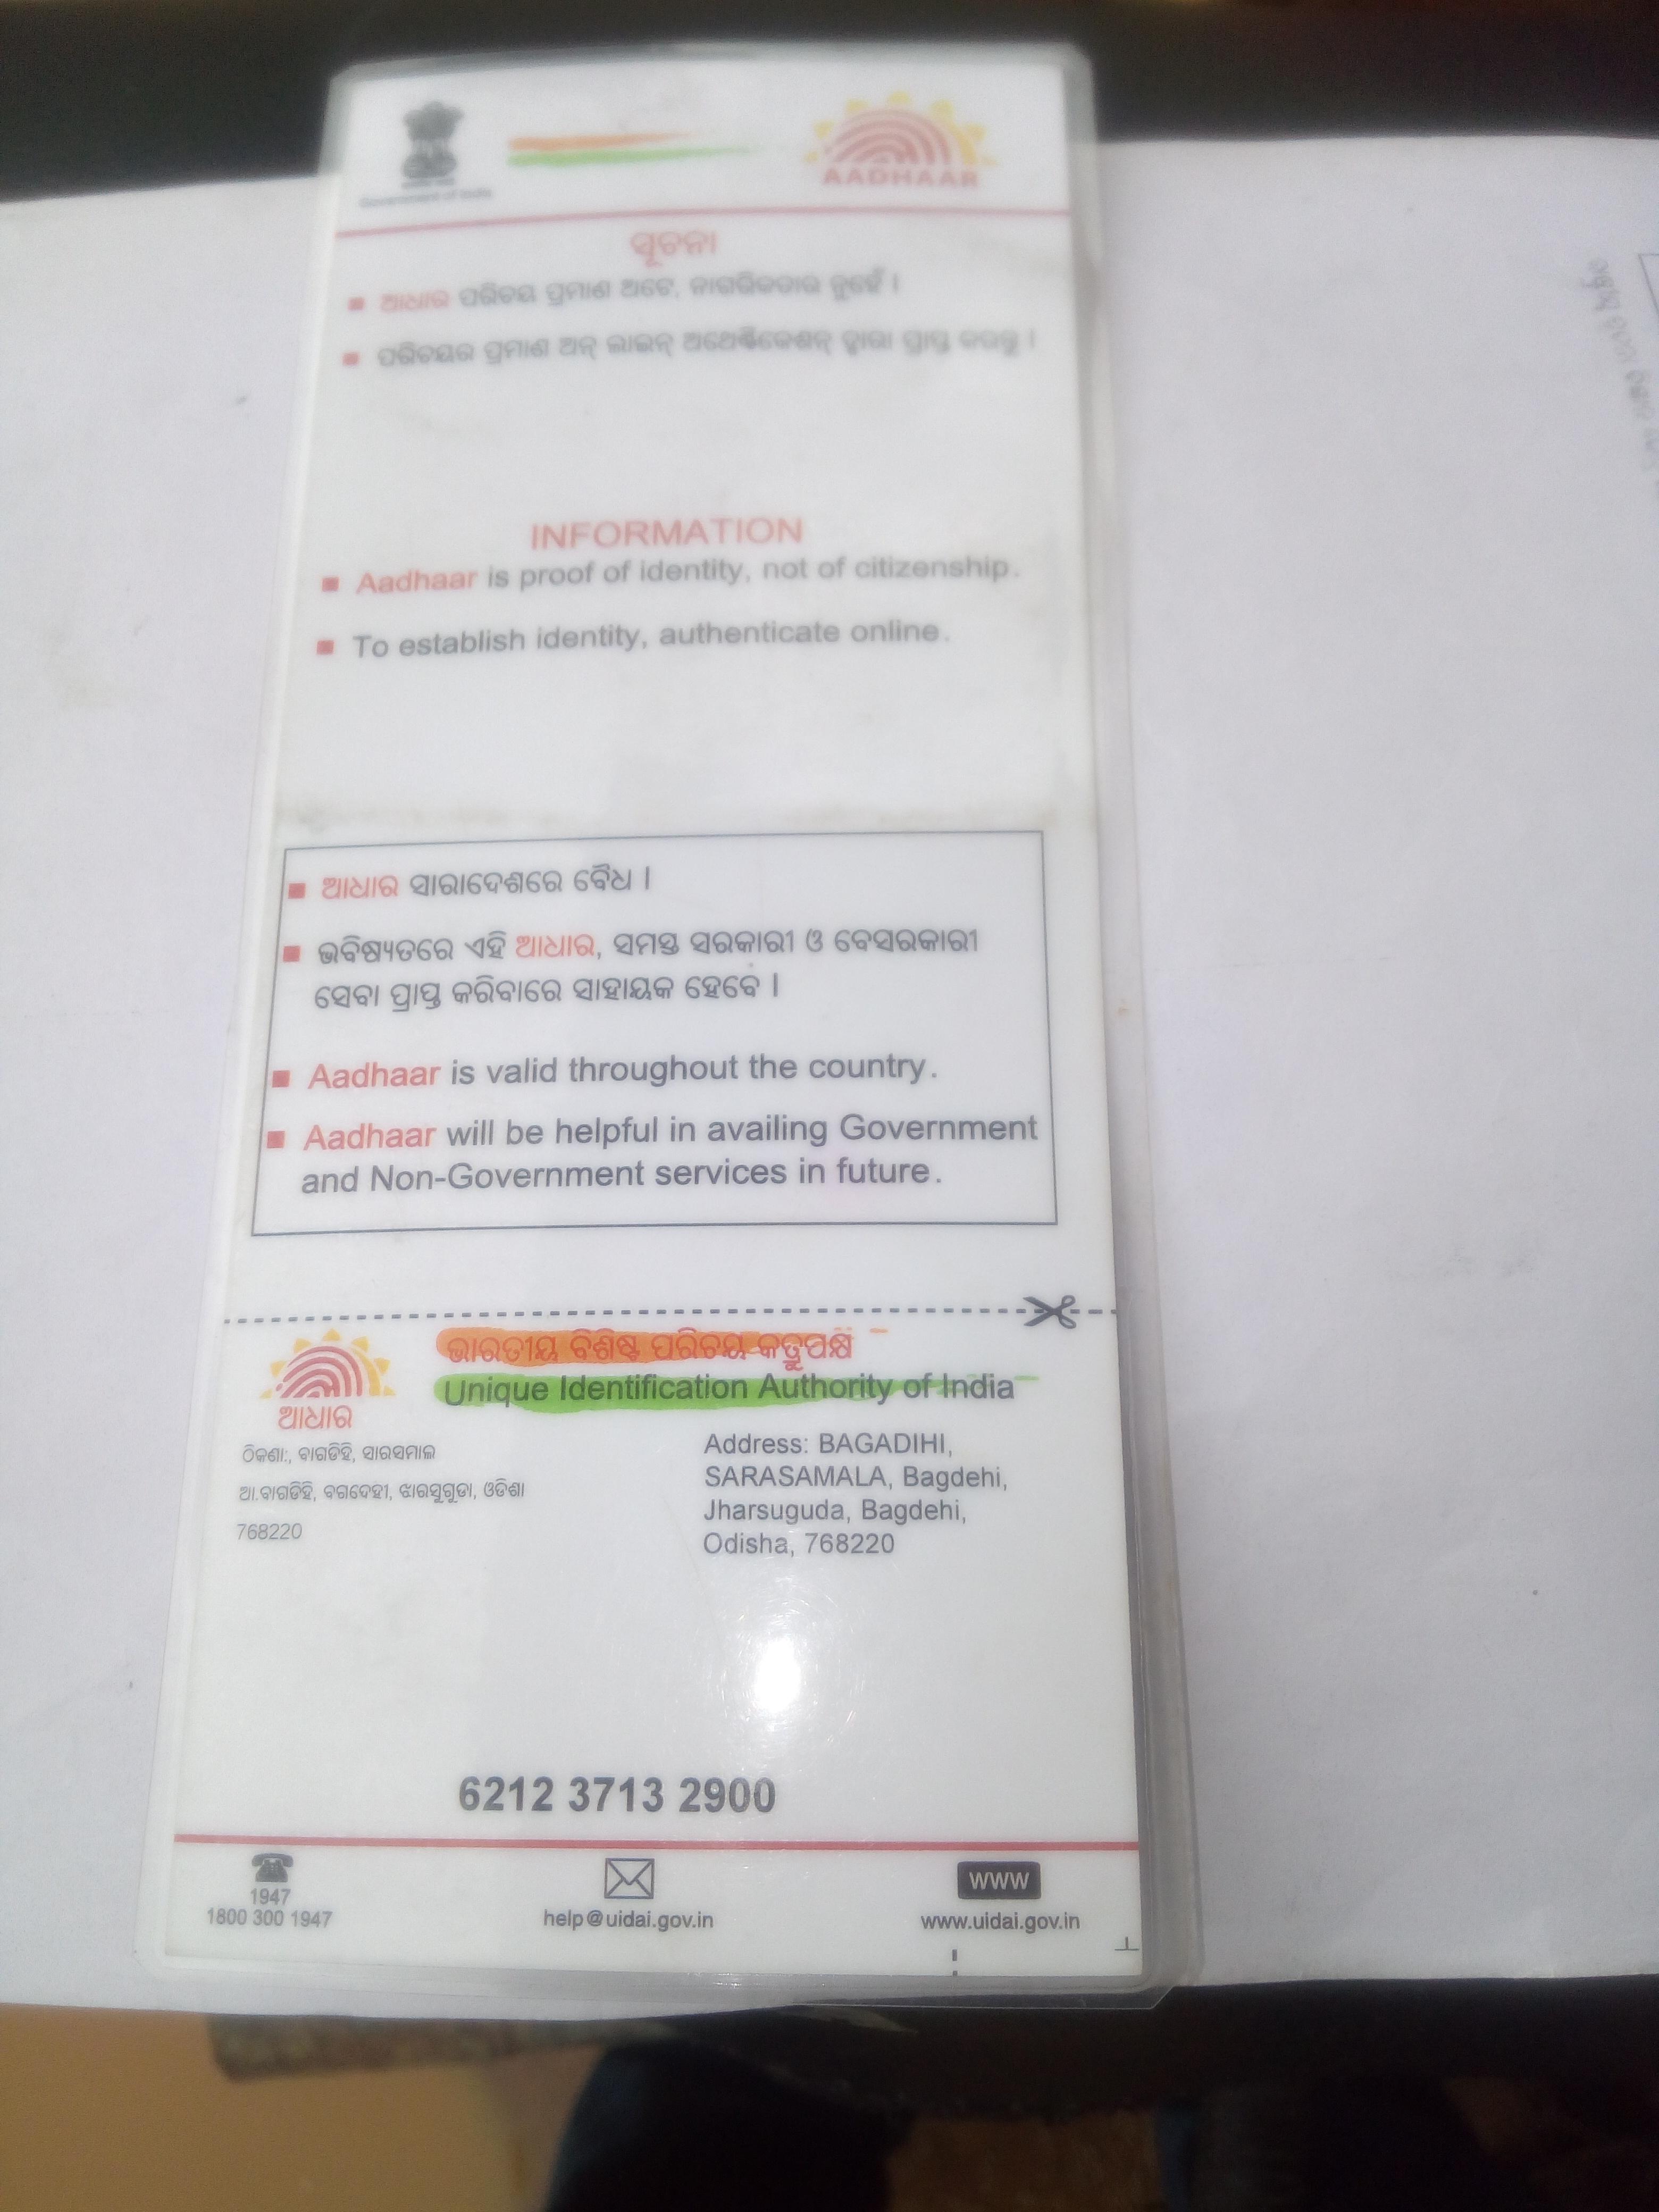 Government of India
AADHAAR
ସୂଚନା
■ ଆଧାର ପରିଚୟ ପ୍ରମାଣ ଅଟେ, ନାଗରିକତାର ନୁହେଁ ।
■ ପରିଚୟର ପ୍ରମାଣ ଅନ୍ ଲାଇନ୍ ଅଥେଣ୍ଟିକେଶନ୍ ଦ୍ବାରା ପ୍ରାପ୍ତ କରନ୍ତୁ ।
INFORMATION
■ Aadhaar is proof of identity, not of citizenship.
■ To establish identity, authenticate online.
■ ଆଧାର ସାରାଦେଶରେ ବୈଧ ।
■ ଭବିଷ୍ୟତରେ ଏହି ଆଧାର, ସମସ୍ତ ସରକାରୀ ଓ ବେସରକାରୀ
ସେବା ପ୍ରାପ୍ତ କରିବାରେ ସାହାୟକ ହେବେ ।
■ Aadhaar is valid throughout the country.
■ Aadhaar will be helpful in availing Government
and Non-Government services in future.
ଭାରତୀୟ ବିଶିଷ୍ଟ ପରିଚୟ କତ୍ତୃପକ୍ଷ
Unique Identification Authority of India
ଆଧାର
ଠିକଣା:, ବାଗଡିହି, ସାରସମାଲ
ଆ.ବାଗଡିହି, ବଗଦେହୀ, ଝାରସୁଗୁଡା, ଓଡିଶା
768220
Address: BAGADIHI,
SARASAMALA, Bagdehi,
Jharsuguda, Bagdehi,
Odisha, 768220
6212 3713 2900
1947
1800 300 1947
help@uidai.gov.in
www
www.uidai.gov.in